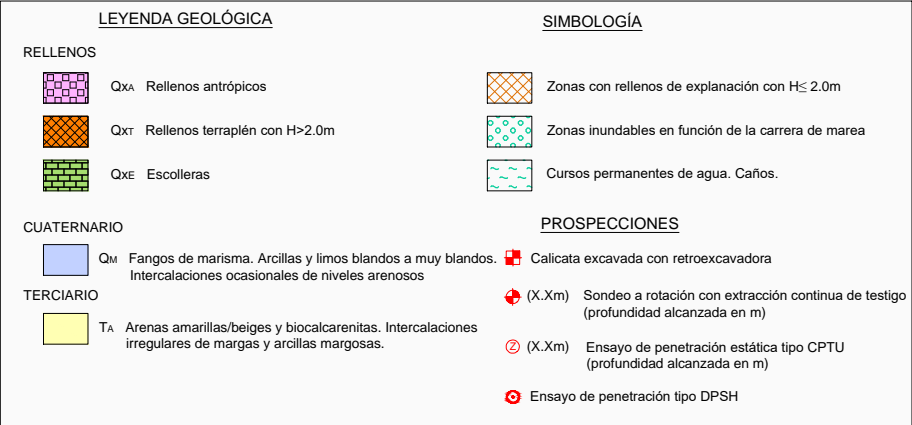 LEYENDA GEOLÓGICA
RELLENOS
QXA Rellenos antrópicos
QXT Rellenos terraplén con H>2.0m
QXE Escolleras
CUATERNARIO
QM Fangos de marisma. Arcillas y limos blandos a muy blandos.
Intercalaciones ocasionales de niveles arenosos
TERCIARIO
TA Arenas amarillas/beiges y biocalcarenitas. Intercalaciones
irregulares de margas y arcillas margosas.
SIMBOLOGÍA
Zonas con rellenos de explanación con H≤ 2.0m
Zonas inundables en función de la carrera de marea
Cursos permanentes de agua. Caños.
PROSPECCIONES
Calicata excavada con retroexcavadora
(X.Xm) Sondeo a rotación con extracción continua de testigo
(profundidad alcanzada en m)
Z (X.Xm) Ensayo de penetración estática tipo CPTU
(profundidad alcanzada en m)
Ensayo de penetración tipo DPSH